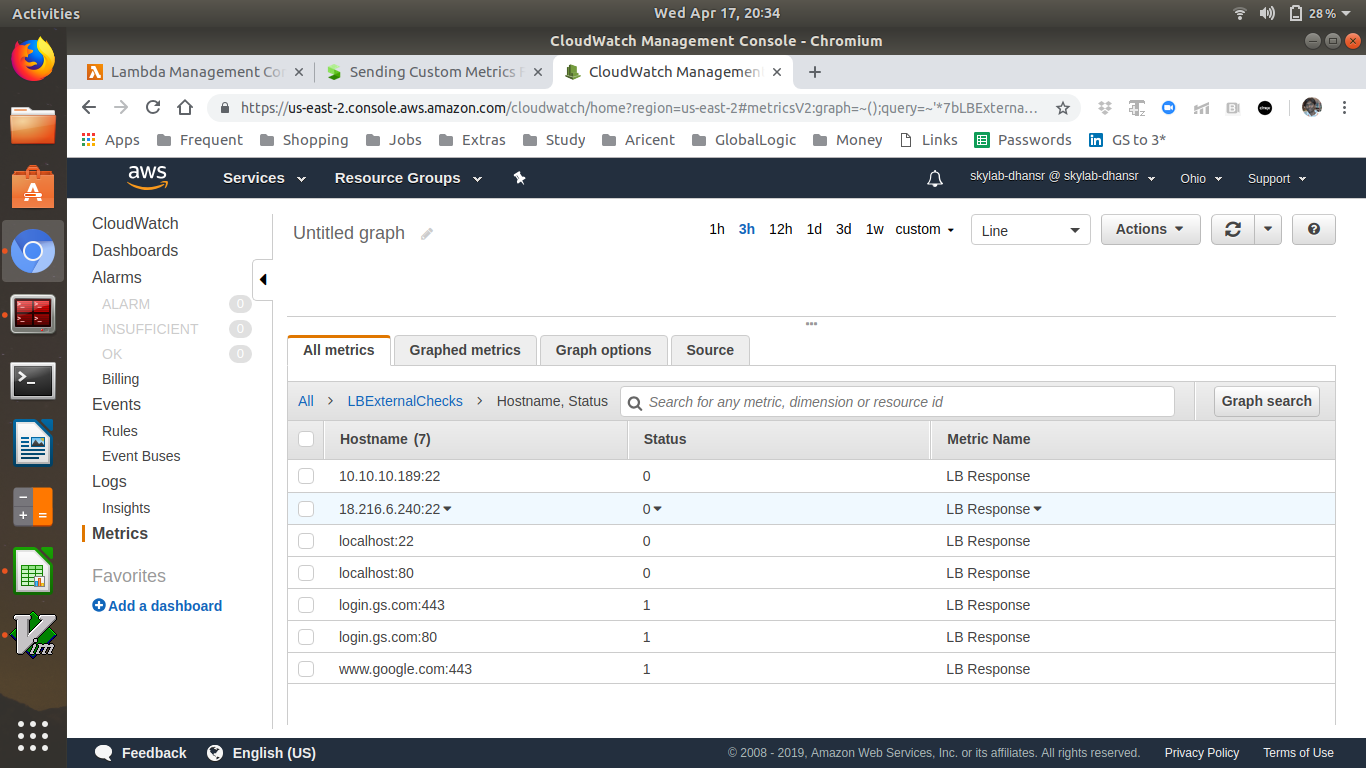 Activities Wed Apr 17, 20:34 28%
CloudWatch Management Console - Chromium
Lambda Management Con Sending Custom Metrics CloudWatch Management
https://us-east-2.console.aws.amazon.com/cloudwatch/home?region=us-east-2#metricsV2:graph=~();query=~'*7bLBExterna...
Apps Frequent Shopping Jobs Extras Study Aricent GlobalLogic Money Links Passwords GS to 3*
aws Services Resource Groups skylab-dhansr @ skylab-dhansr Ohio Support
CloudWatch
Dashboards
Alarms
ALARM 0
INSUFFICIENT 0
OK 0
Billing
Events
Rules
Event Buses
Logs
Insights
Metrics
Favorites
Add a dashboard
Untitled graph 1h 3h 12h 1d 3d 1w custom Line Actions
All metrics Graphed metrics Graph options Source
All > LBExternalChecks > Hostname, Status Search for any metric, dimension or resource id Graph search
Hostname (7) Status Metric Name
10.10.10.189:22 0 LB Response
18.216.6.240:22 0 LB Response
localhost:22 0 LB Response
localhost:80 0 LB Response
login.gs.com:443 1 LB Response
login.gs.com:80 1 LB Response
www.google.com:443 1 LB Response
Feedback English (US) © 2008 - 2019, Amazon Web Services, Inc. or its affiliates. All rights reserved. Privacy Policy Terms of Use